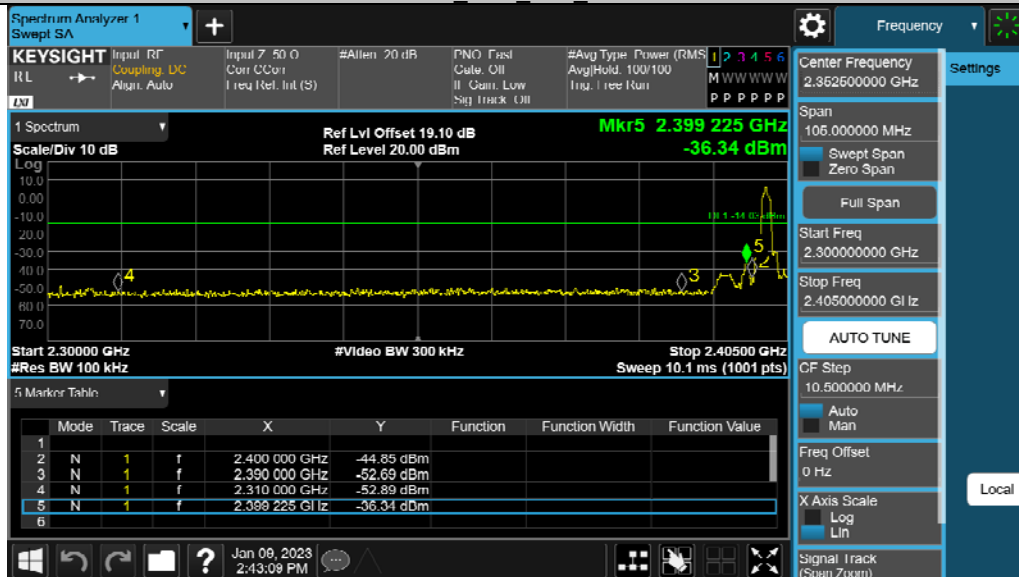 Spectrum Analyzer 1
Swept SA
+
Frequency
KEYSIGHT
RL
LXI
Input: RF
Coupling: DC
Align: Auto
Input Z: 50 Ω
Corr CCorr
Freq Ref: Int (S)
#Atten: 20 dB
PNO: Fast
Gate: Off
IF Gain: Low
Sig Track: Off
#Avg Type: Power (RMS
Avg|Hold: 100/100
Trig: Free Run
1 2 3 4 5 6
M W W W W W
P P P P P P
1 Spectrum
Scale/Div 10 dB
Ref Lvl Offset 19.10 dB
Ref Level 20.00 dBm
Mkr5 2.399 225 GHz
-36.34 dBm
Log
10.0
0.00
-10.0
20.0
-30.0
40.0
-50.0
60.0
70.0
4
3
5
2
Start 2.30000 GHz
#Res BW 100 kHz
#Video BW 300 kHz
Stop 2.40500 GHz
Sweep 10.1 ms (1001 pts)
5 Marker Table
Mode Trace Scale X Y Function Function Width Function Value
1
2 N 1 f 2.400 000 GHz -44.85 dBm
3 N 1 f 2.390 000 GHz -52.69 dBm
4 N 1 f 2.310 000 GHz -52.89 dBm
5 N 1 f 2.399 225 GHz -36.34 dBm
6
Jan 09, 2023
2:43:09 PM
Center Frequency
2.352500000 GHz
Span
105.000000 MHz
Swept Span
Zero Span
Full Span
Start Freq
2.300000000 GHz
Stop Freq
2.405000000 GHz
AUTO TUNE
CF Step
10.500000 MHz
Auto
Man
Freq Offset
0 Hz
X Axis Scale
Log
Lin
Signal Track
(Span Zoom)
Settings
Local